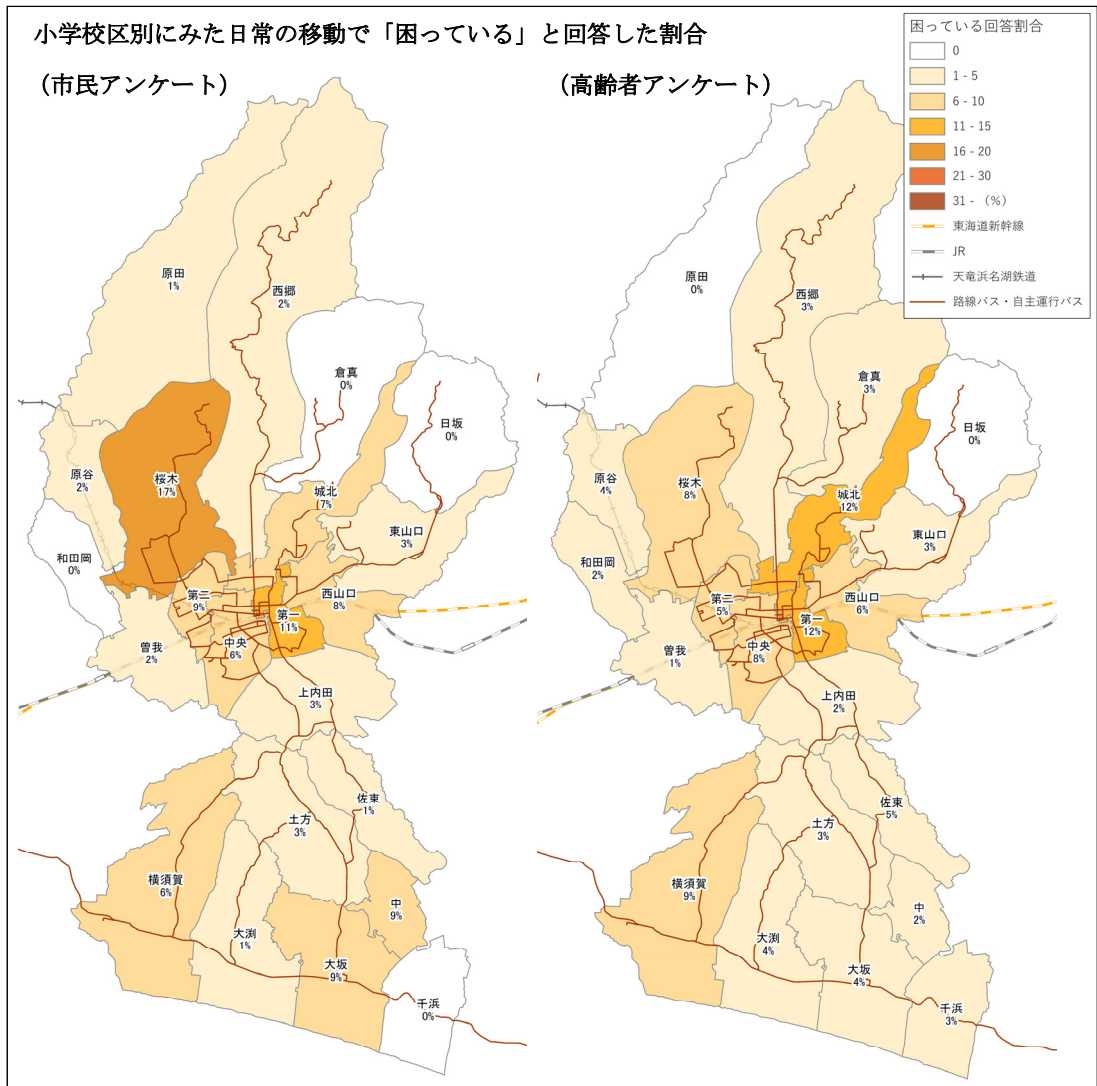 小学校区別にみた日常の移動で「困っている」と回答した割合
（市民アンケート）
（高齢者アンケート）
困っている回答割合
0
1 - 5
6 - 10
11 - 15
16 - 20
21 - 30
31 - （%）
東海道新幹線
JR
天竜浜名湖鉄道
路線バス・自主運行バス
原田
1%
西郷
2%
倉真
0%
日坂
0%
原谷
2%
桜木
17%
城北
7%
東山口
3%
和田岡
0%
第二
9%
西山口
8%
第一
11%
中央
6%
曽我
2%
上内田
3%
佐東
1%
土方
3%
横須賀
6%
中
9%
大渕
1%
大坂
9%
千浜
0%
原田
0%
西郷
3%
倉真
3%
日坂
0%
原谷
4%
桜木
8%
城北
12%
東山口
3%
和田岡
2%
第二
5%
西山口
6%
第一
12%
中央
8%
曽我
1%
上内田
2%
佐東
5%
土方
3%
横須賀
9%
中
2%
大渕
4%
大坂
4%
千浜
3%